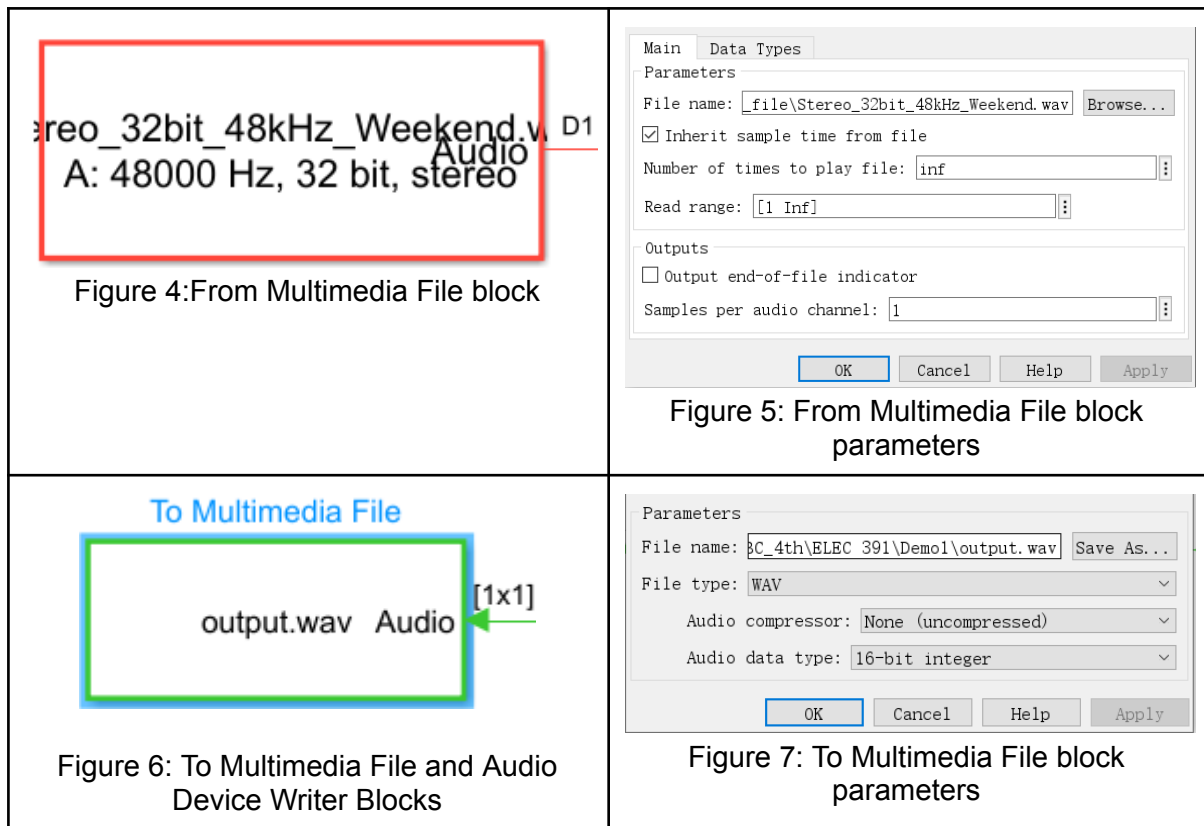 ereo_32bit_48kHz_Weekend.w D1
Audio
A: 48000 Hz, 32 bit, stereo
Figure 4:From Multimedia File block
Main Data Types
Parameters
File name: _file\Stereo_32bit_48kHz_Weekend.wav Browse...
Inherit sample time from file
Number of times to play file: inf
Read range: [1 Inf]
Outputs
Output end-of-file indicator
Samples per audio channel: 1
OK Cancel Help Apply
Figure 5: From Multimedia File block
parameters
To Multimedia File
[1x1]
output.wav Audio
Figure 6: To Multimedia File and Audio
Device Writer Blocks
Parameters
File name: BC_4th\ELEC 391\Demo1\output.wav Save As...
File type: WAV
Audio compressor: None (uncompressed)
Audio data type: 16-bit integer
OK Cancel Help Apply
Figure 7: To Multimedia File block
parameters